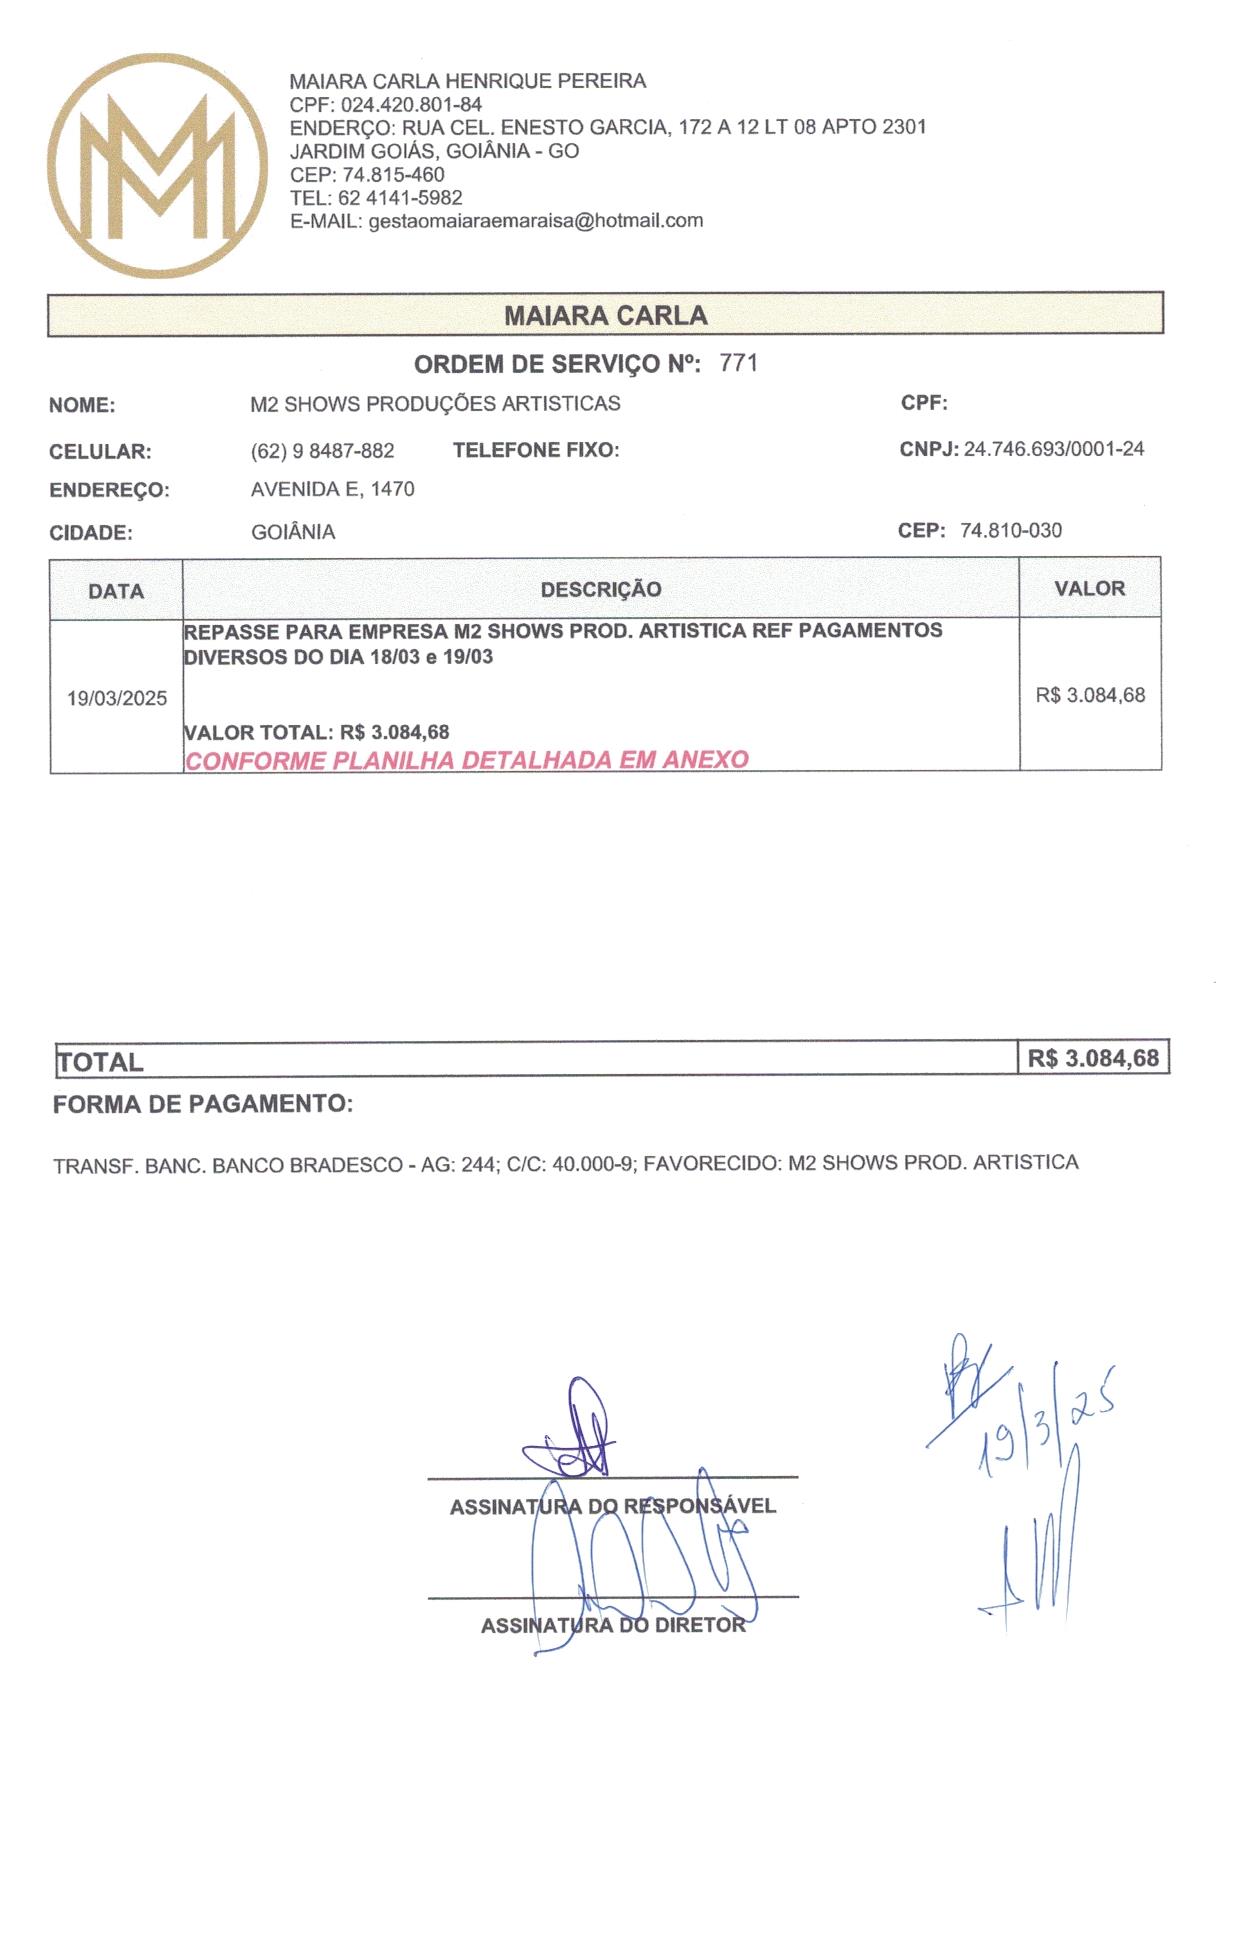 MAIARA CARLA HENRIQUE PEREIRA
CPF: 024.420.801-84
ENDERÇO: RUA CEL. ENESTO GARCIA, 172 A 12 LT 08 APTO 2301
JARDIM GOIÁS, GOIÂNIA - GO
CEP: 74.815-460
TEL: 62 4141-5982
E-MAIL: gestaomaiaraemaraisa@hotmail.com
MAIARA CARLA
ORDEM DE SERVIÇO Nº: 771
NOME: M2 SHOWS PRODUÇÕES ARTISTICAS CPF:
CELULAR: (62) 9 8487-882 TELEFONE FIXO: CNPJ: 24.746.693/0001-24
ENDEREÇO: AVENIDA E, 1470
CIDADE: GOIÂNIA CEP: 74.810-030
DATA DESCRIÇÃO VALOR
REPASSE PARA EMPRESA M2 SHOWS PROD. ARTISTICA REF PAGAMENTOS
DIVERSOS DO DIA 18/03 e 19/03
19/03/2025 R$ 3.084,68
VALOR TOTAL: R$ 3.084,68
CONFORME PLANILHA DETALHADA EM ANEXO
TOTAL R$ 3.084,68
FORMA DE PAGAMENTO:
TRANSF. BANC. BANCO BRADESCO - AG: 244; C/C: 40.000-9; FAVORECIDO: M2 SHOWS PROD. ARTISTICA
19/3/25
ASSINATURA DO RESPONSÁVEL
ASSINATURA DO DIRETOR